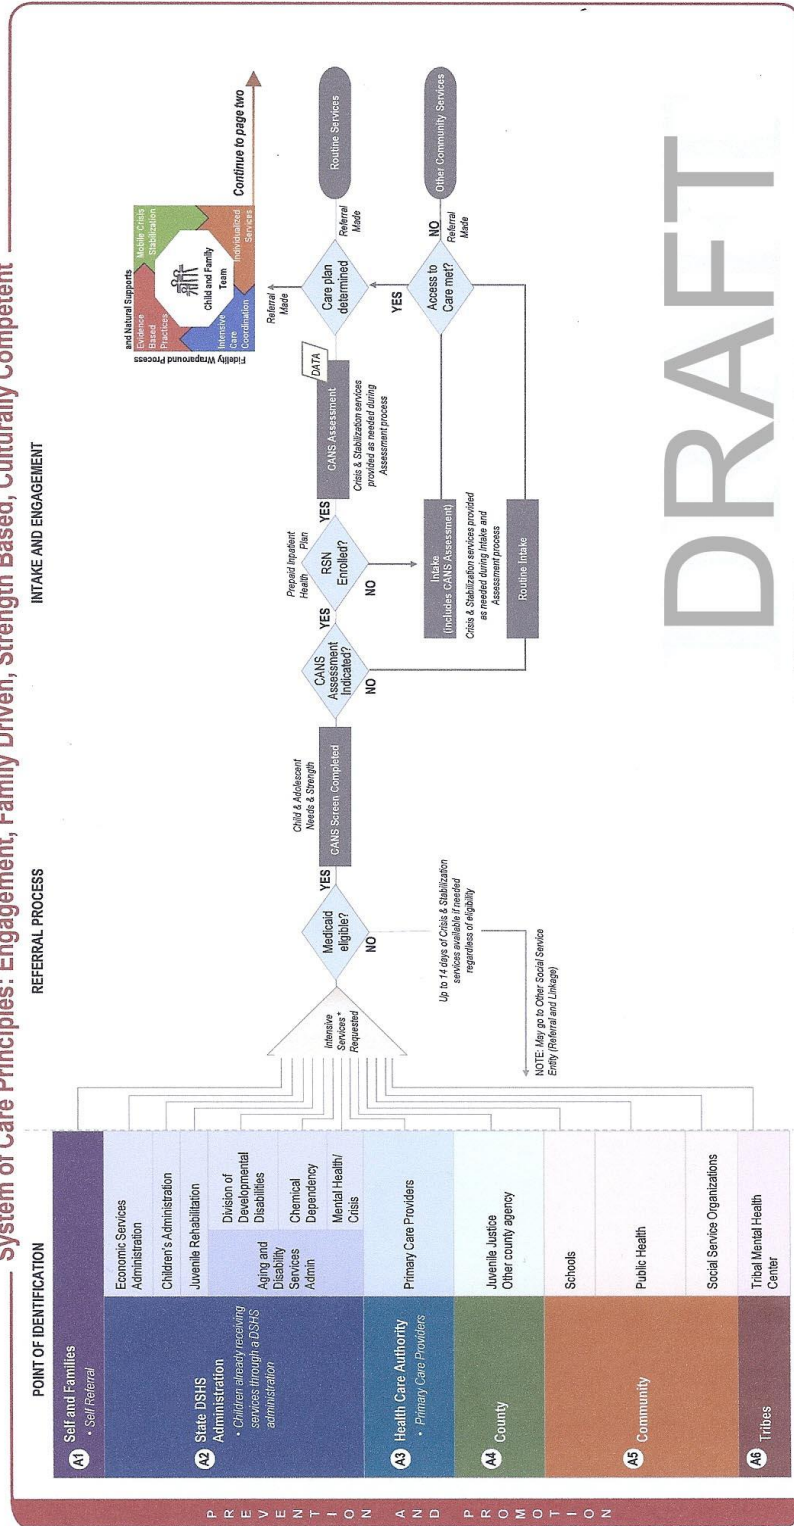 System of Care Principles: Engagement, Family Driven, Strength Based, Culturally Competent
POINT OF IDENTIFICATION
REFERRAL PROCESS
INTAKE AND ENGAGEMENT
PREVENTION AND PROMOTION
A1 Self and Families
• Self Referral
A2 State DSHS
Administration
• Children already receiving
services through a DSHS
administration
Economic Services
Administration
Children's Administration
Juvenile Rehabilitation
Aging and
Disability
Services
Admin
Division of
Developmental
Disabilities
Chemical
Dependency
Mental Health/
Crisis
A3 Health Care Authority
• Primary Care Providers
Primary Care Providers
A4 County
Juvenile Justice
Other county agency
A5 Community
Schools
Public Health
Social Service Organizations
A6 Tribes
Tribal Mental Health
Center
Intensive
Services*
Requested
Medicaid
eligible?
YES
NO
Up to 14 days of Crisis & Stabilization
services available if needed
regardless of eligibility
NOTE: May go to Other Social Service
Entity (Referral and Linkage)
Child & Adolescent
Needs & Strength
CANS Screen Completed
CANS
Assessment
Indicated?
YES
NO
Prepaid Inpatient
Health Plan
RSN
Enrolled?
YES
NO
CANS Assessment
DATA
Crisis & Stabilization services
provided as needed during
Assessment process
Intake
(includes CANS Assessment)
Crisis & Stabilization services provided
as needed during Intake and
Assessment process
Routine Intake
Care plan
determined
Referral
Made
Referral
Made
Routine Services
YES
Access to
Care met?
NO
Referral
Made
Other Community Services
Fidelity Wraparound Process
and Natural Supports
Evidence
Based
Practices
Mobile Crisis
Stabilization
Child and Family
Team
Intensive
Care
Coordination
Individualized
Services
Continue to page two
DRAFT